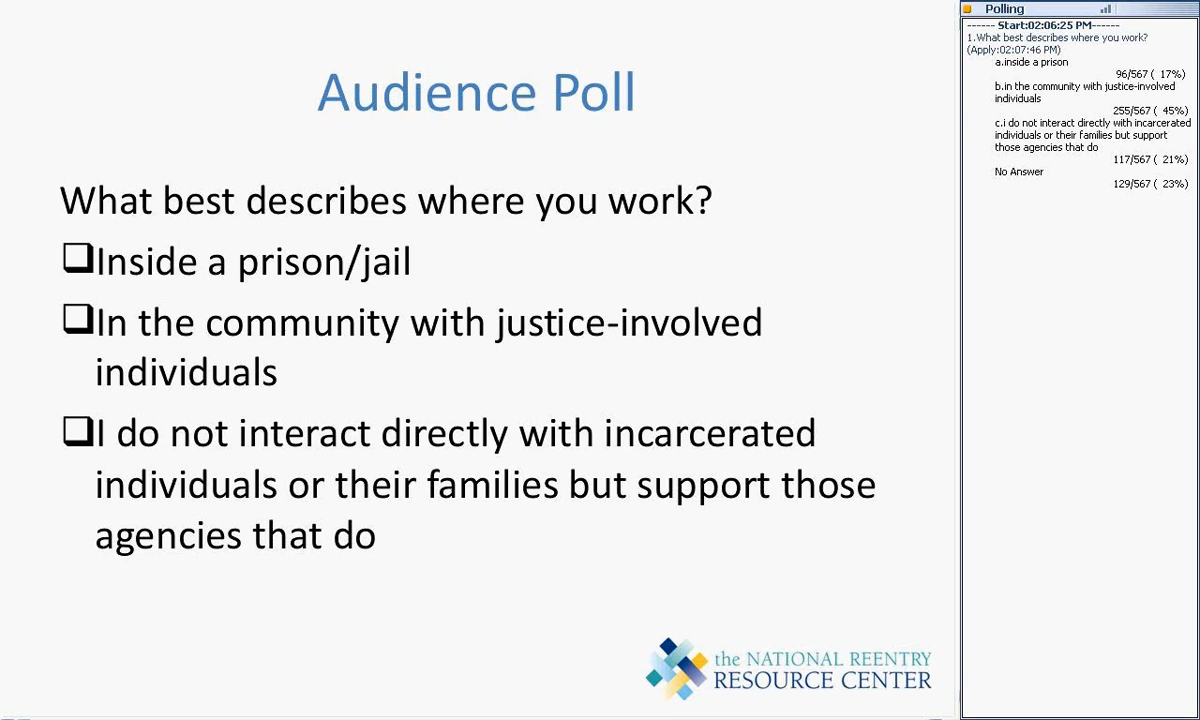 Audience Poll
What best describes where you work?
Inside a prison/jail
In the community with justice-involved
individuals
I do not interact directly with incarcerated
individuals or their families but support those
agencies that do
the NATIONAL REENTRY
RESOURCE CENTER
Polling
------ Start:02:06:25 PM------
1.What best describes where you work?
(Apply:02:07:46 PM)
a.inside a prison
96/567 ( 17%)
b.in the community with justice-involved
individuals
255/567 ( 45%)
c.i do not interact directly with incarcerated
individuals or their families but support
those agencies that do
117/567 ( 21%)
No Answer
129/567 ( 23%)